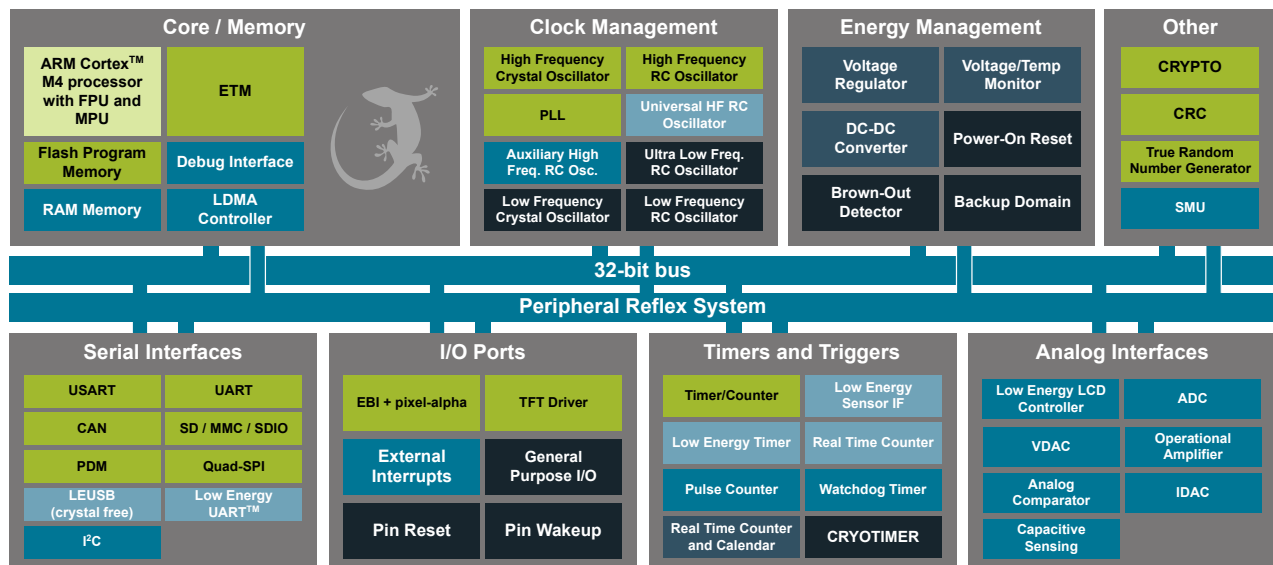 Core / Memory
ARM Cortex™
M4 processor
with FPU and
MPU
ETM
Flash Program
Memory
Debug Interface
RAM Memory
LDMA
Controller
Clock Management
High Frequency
Crystal Oscillator
High Frequency
RC Oscillator
PLL
Universal HF RC
Oscillator
Auxiliary High
Freq. RC Osc.
Ultra Low Freq.
RC Oscillator
Low Frequency
Crystal Oscillator
Low Frequency
RC Oscillator
Energy Management
Voltage
Regulator
Voltage/Temp
Monitor
DC-DC
Converter
Power-On Reset
Brown-Out
Detector
Backup Domain
Other
CRYPTO
CRC
True Random
Number Generator
SMU
32-bit bus
Peripheral Reflex System
Serial Interfaces
USART
UART
CAN
SD / MMC / SDIO
PDM
Quad-SPI
LEUSB
(crystal free)
Low Energy
UART™
I²C
I/O Ports
EBI + pixel-alpha
TFT Driver
External
Interrupts
General
Purpose I/O
Pin Reset
Pin Wakeup
Timers and Triggers
Timer/Counter
Low Energy
Sensor IF
Low Energy Timer
Real Time Counter
Pulse Counter
Watchdog Timer
Real Time Counter
and Calendar
CRYOTIMER
Analog Interfaces
Low Energy LCD
Controller
ADC
VDAC
Operational
Amplifier
Analog
Comparator
IDAC
Capacitive
Sensing